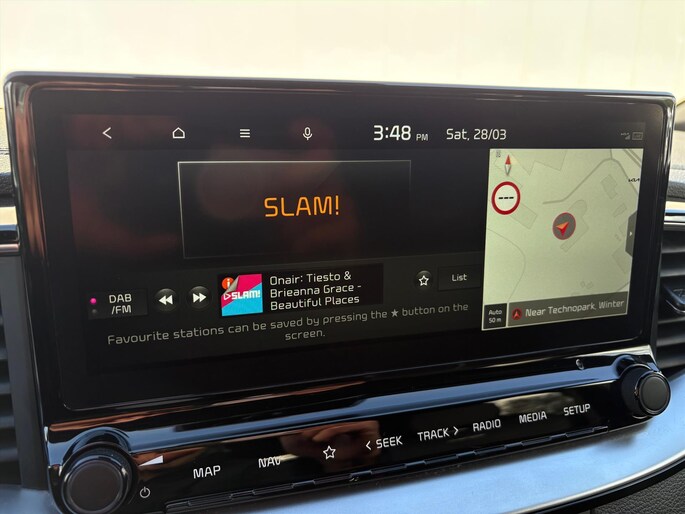 3:48 PM Sat, 28/03
SLAM!
DAB
/FM
SLAM!
Onair: Tiesto &
Brieanna Grace -
Beautiful Places
List
Favourite stations can be saved by pressing the ★ button on the
screen.
---
Auto
50 m
Near Technopark, Winter
MAP
NAV
SEEK
TRACK
RADIO
MEDIA
SETUP